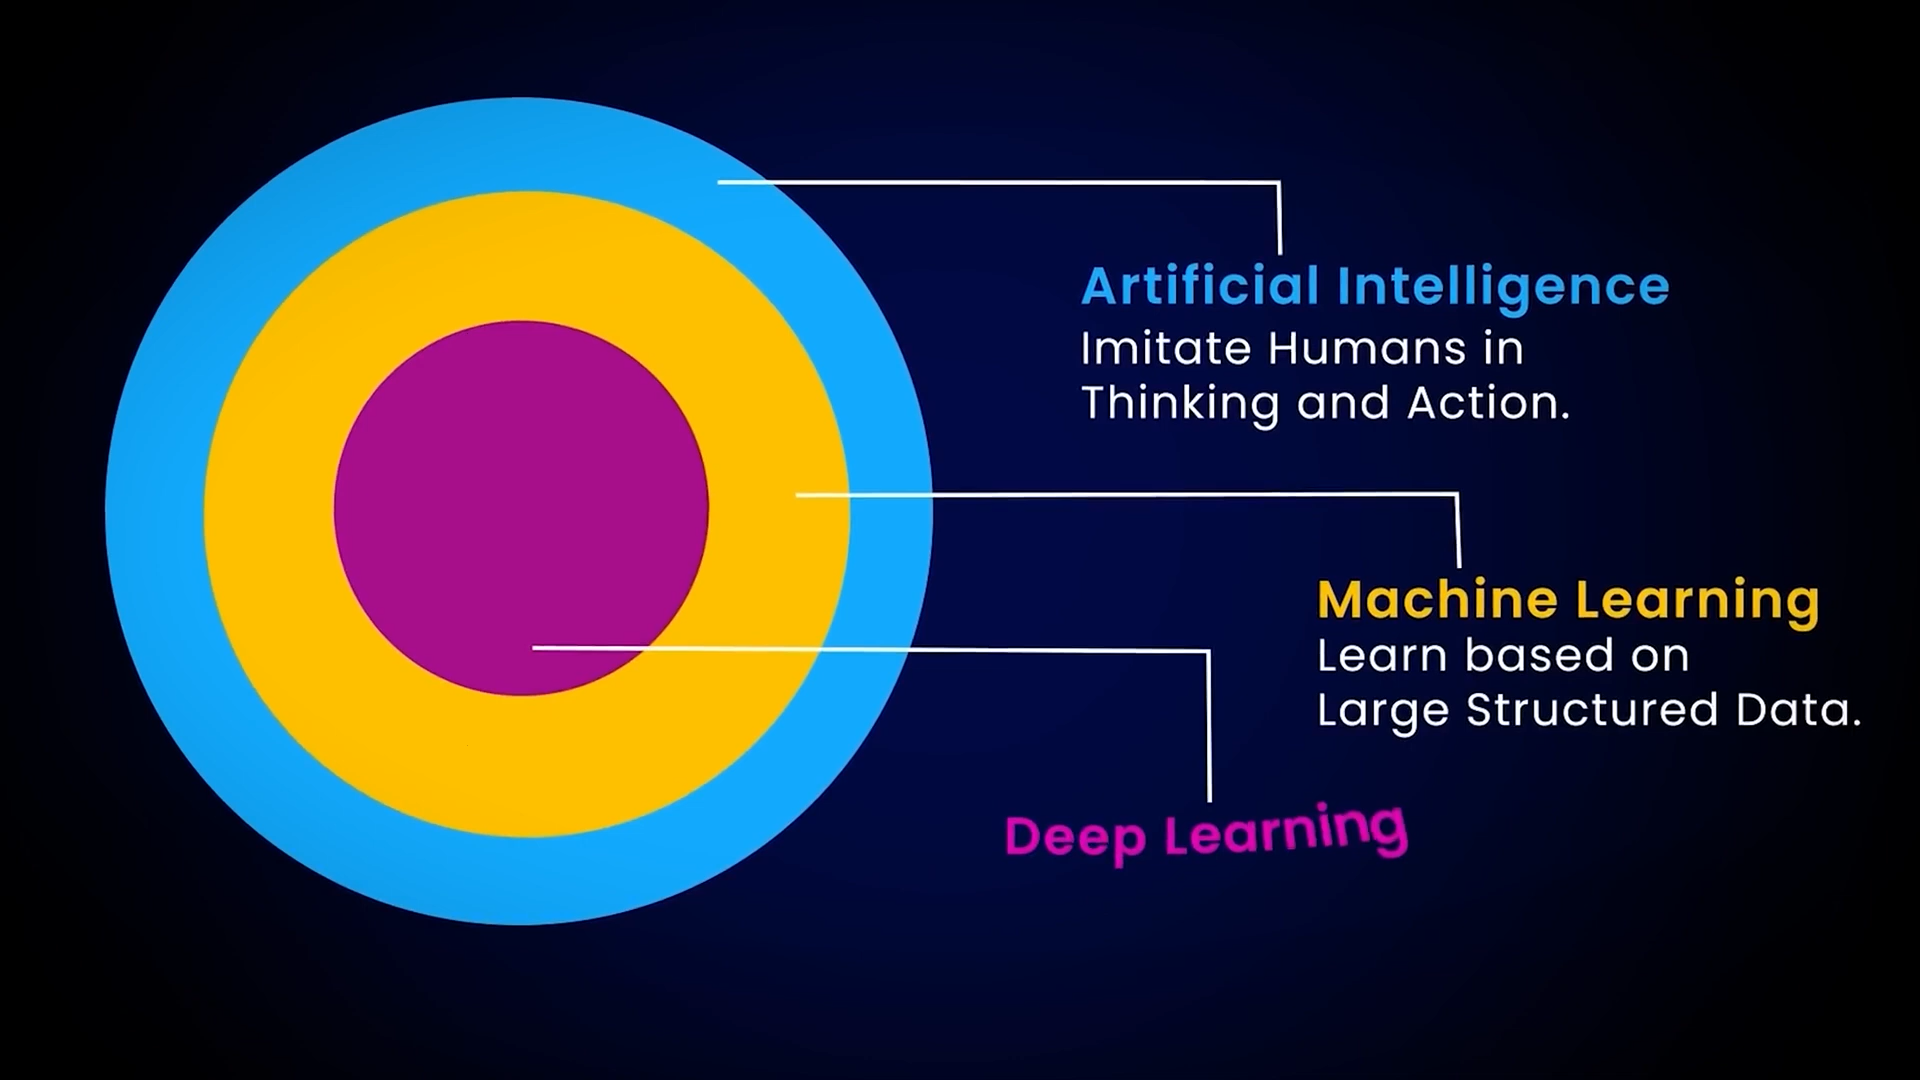 Artificial Intelligence
Imitate Humans in
Thinking and Action.
Machine Learning
Learn based on
Large Structured Data.
Deep Learning